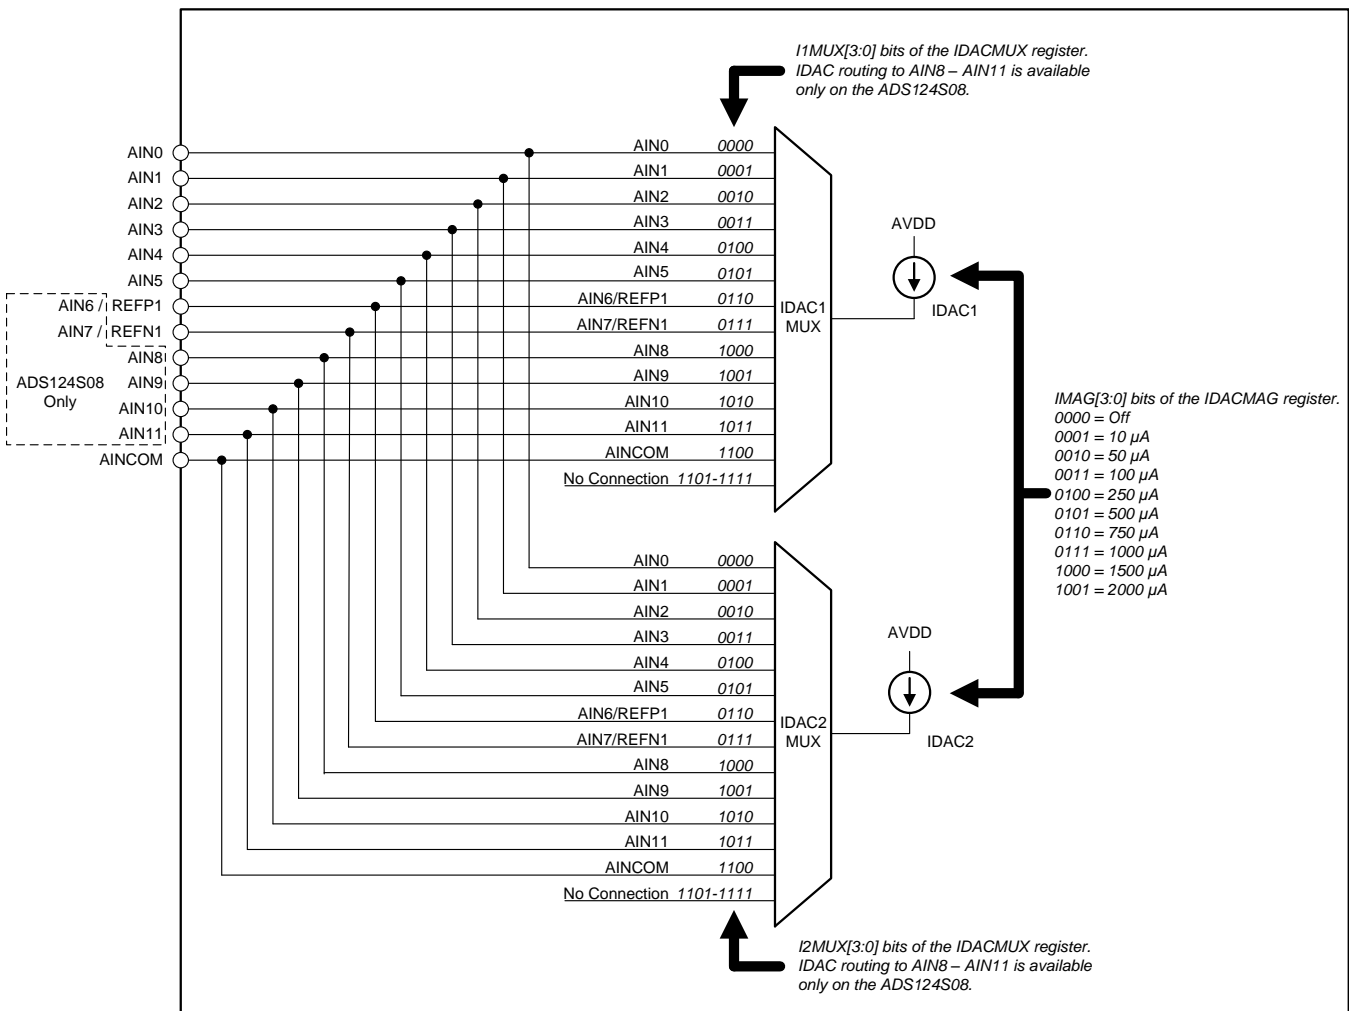 I1MUX[3:0] bits of the IDACMUX register.
IDAC routing to AIN8 – AIN11 is available
only on the ADS124S08.
AIN0
AIN1
AIN2
AIN3
AIN4
AIN5
AIN6 / REFP1
AIN7 / REFN1
AIN8
AIN9
AIN10
AIN11
AINCOM
ADS124S08
Only
AIN0 0000
AIN1 0001
AIN2 0010
AIN3 0011
AIN4 0100
AIN5 0101
AIN6/REFP1 0110
AIN7/REFN1 0111
AIN8 1000
AIN9 1001
AIN10 1010
AIN11 1011
AINCOM 1100
No Connection 1101-1111
IDAC1
MUX
AVDD
IDAC1
IMAG[3:0] bits of the IDACMAG register.
0000 = Off
0001 = 10 μA
0010 = 50 μA
0011 = 100 μA
0100 = 250 μA
0101 = 500 μA
0110 = 750 μA
0111 = 1000 μA
1000 = 1500 μA
1001 = 2000 μA
AIN0 0000
AIN1 0001
AIN2 0010
AIN3 0011
AIN4 0100
AIN5 0101
AIN6/REFP1 0110
AIN7/REFN1 0111
AIN8 1000
AIN9 1001
AIN10 1010
AIN11 1011
AINCOM 1100
No Connection 1101-1111
IDAC2
MUX
AVDD
IDAC2
I2MUX[3:0] bits of the IDACMUX register.
IDAC routing to AIN8 – AIN11 is available
only on the ADS124S08.